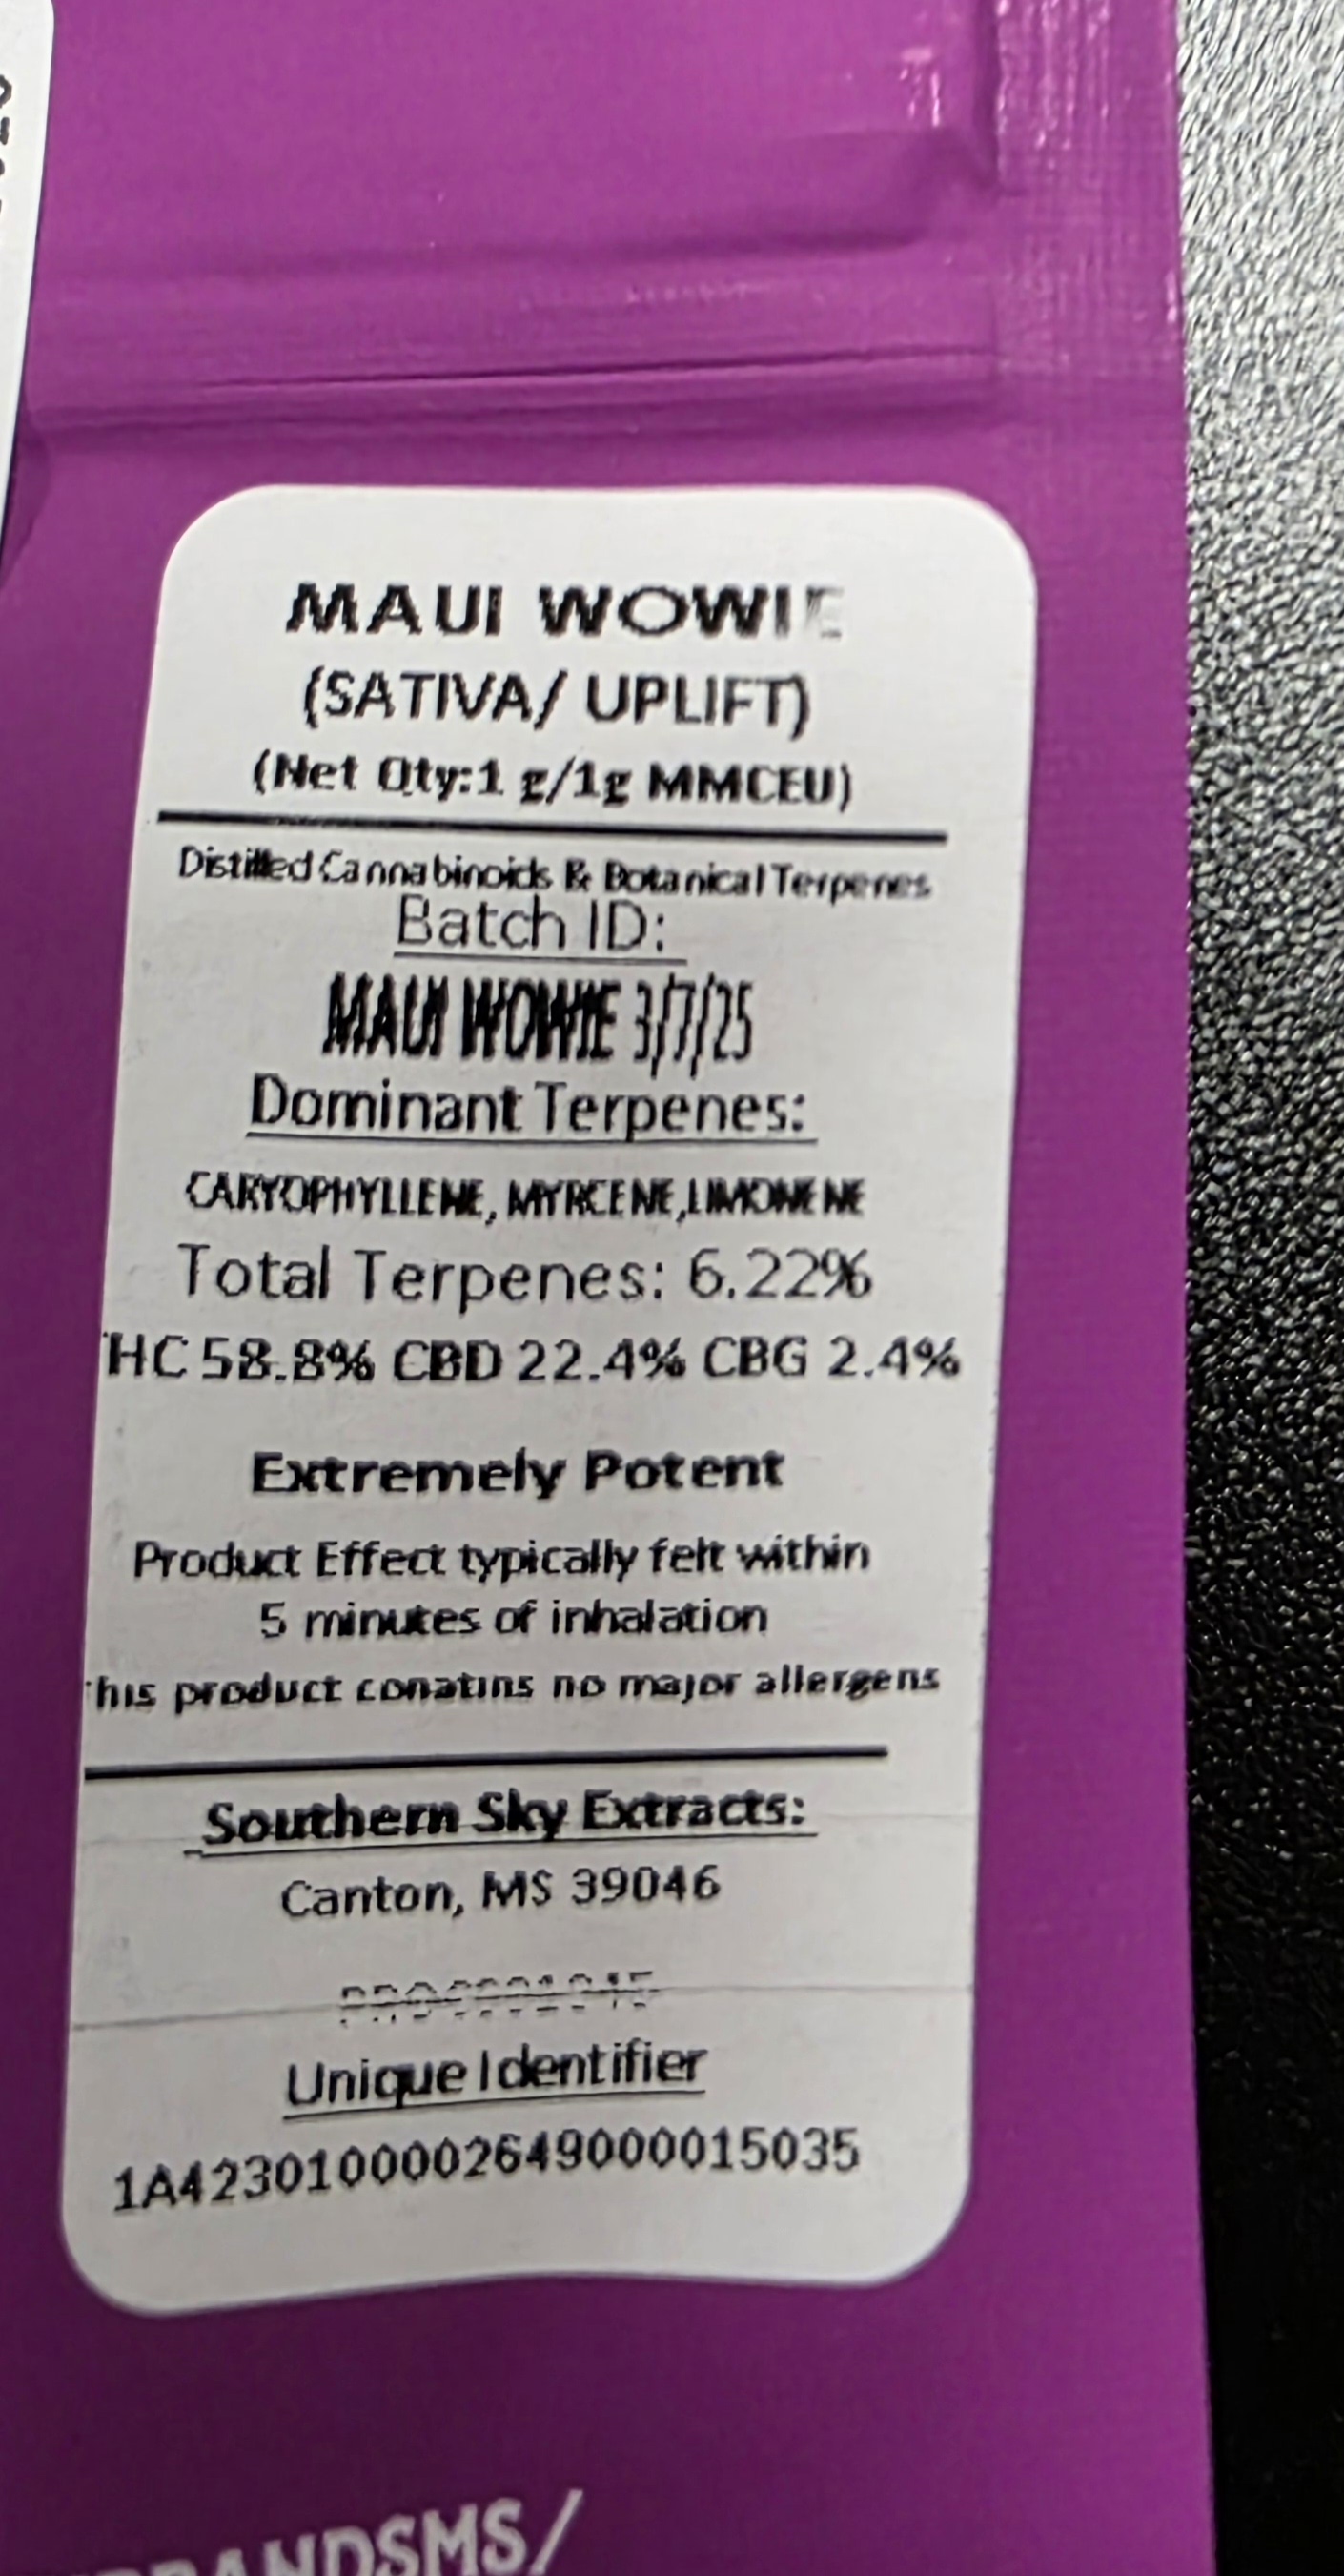 MAUI WOWIE
(SATIVA/ UPLIFT)
(Net Qty:1 g/1g MMCEU)
Distilled Cannabinoids & Botanical Terpenes
Batch ID:
MAUI WOWIE 3/7/25
Dominant Terpenes:
CARYOPHYLLENE, MYRCENE,LIMONENE
Total Terpenes: 6.22%
HC 58.8% CBD 22.4% CBG 2.4%
Extremely Potent
Product Effect typically felt within
5 minutes of inhalation
his product conatins no major allergens
Southern Sky Extracts:
Canton, MS 39046
Unique Identifier
1A4230100002649000015035
RANDSMS/